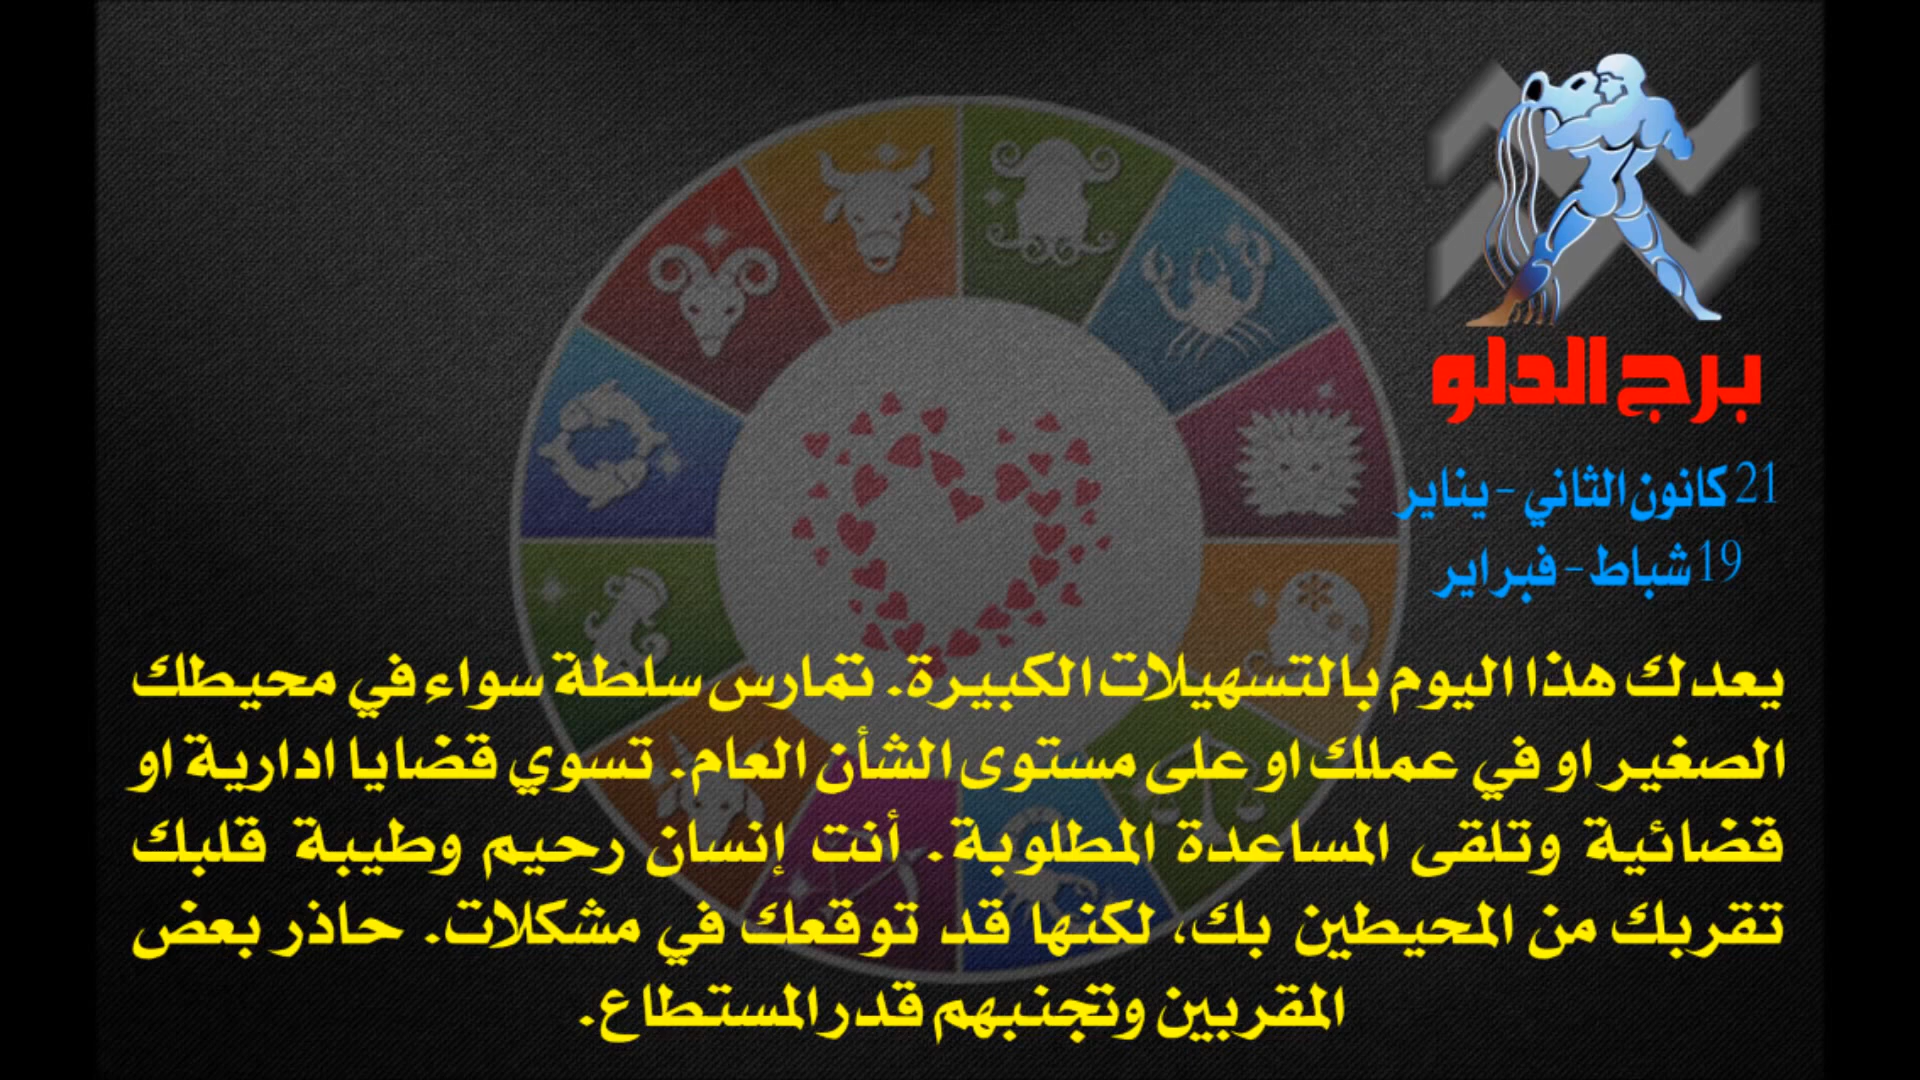 برج الدلو
21 كانون الثاني - يناير
19 شباط - فبراير
يعدك هذا اليوم بالتسهيلات الكبيرة. تمارس سلطة سواء في محيطك
الصغير او في عملك او على مستوى الشأن العام. تسوي قضايا ادارية او
قضائية وتلقى المساعدة المطلوبة. أنت إنسان رحيم وطيبة قلبك
تقربك من المحيطين بك، لكنها قد توقعك في مشكلات. حاذر بعض
المقربين وتجنبهم قدر المستطاع.